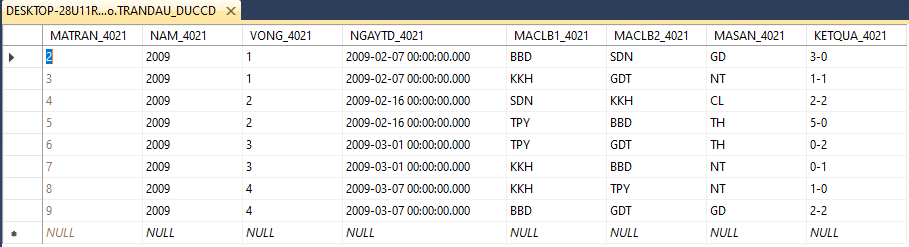 DESKTOP-28U11R...o.TRANDAU_DUCCD
MATRAN_4021 NAM_4021 VONG_4021 NGAYTD_4021 MACLB1_4021 MACLB2_4021 MASAN_4021 KETQUA_4021
2 2009 1 2009-02-07 00:00:00.000 BBD SDN GD 3-0
3 2009 1 2009-02-07 00:00:00.000 KKH GDT NT 1-1
4 2009 2 2009-02-16 00:00:00.000 SDN KKH CL 2-2
5 2009 2 2009-02-16 00:00:00.000 TPY BBD TH 5-0
6 2009 3 2009-03-01 00:00:00.000 TPY GDT TH 0-2
7 2009 3 2009-03-01 00:00:00.000 KKH BBD NT 0-1
8 2009 4 2009-03-07 00:00:00.000 KKH TPY NT 1-0
9 2009 4 2009-03-07 00:00:00.000 BBD GDT GD 2-2
NULL NULL NULL NULL NULL NULL NULL NULL